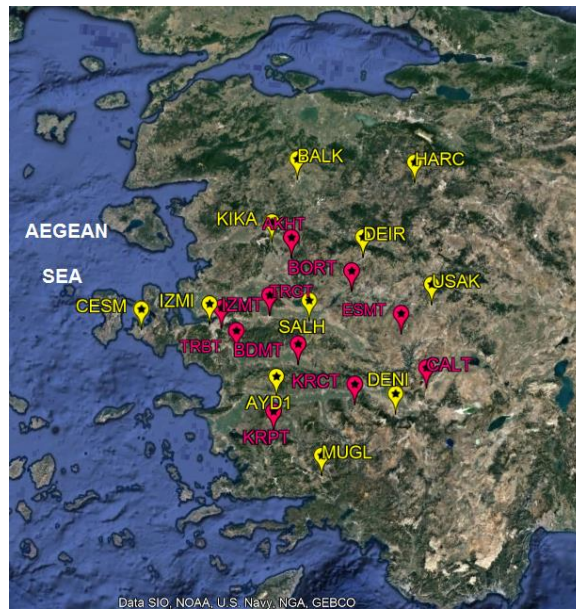 BALK
HARC
KIKA
AKHT
DEIR
AEGEAN
BORT
SEA
USAK
CESM
IZMI
IZMT
TRGT
SALH
ESMT
TRBT
BDMT
KRCT
DENI
CALT
AYD1
KRPT
MUGL
Data SIO, NOAA, U.S. Navy, NGA, GEBCO